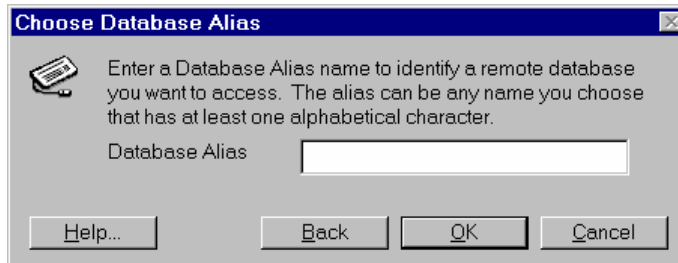 Choose Database Alias
Enter a Database Alias name to identify a remote database
you want to access. The alias can be any name you choose
that has at least one alphabetical character.
Database Alias
Help... Back OK Cancel